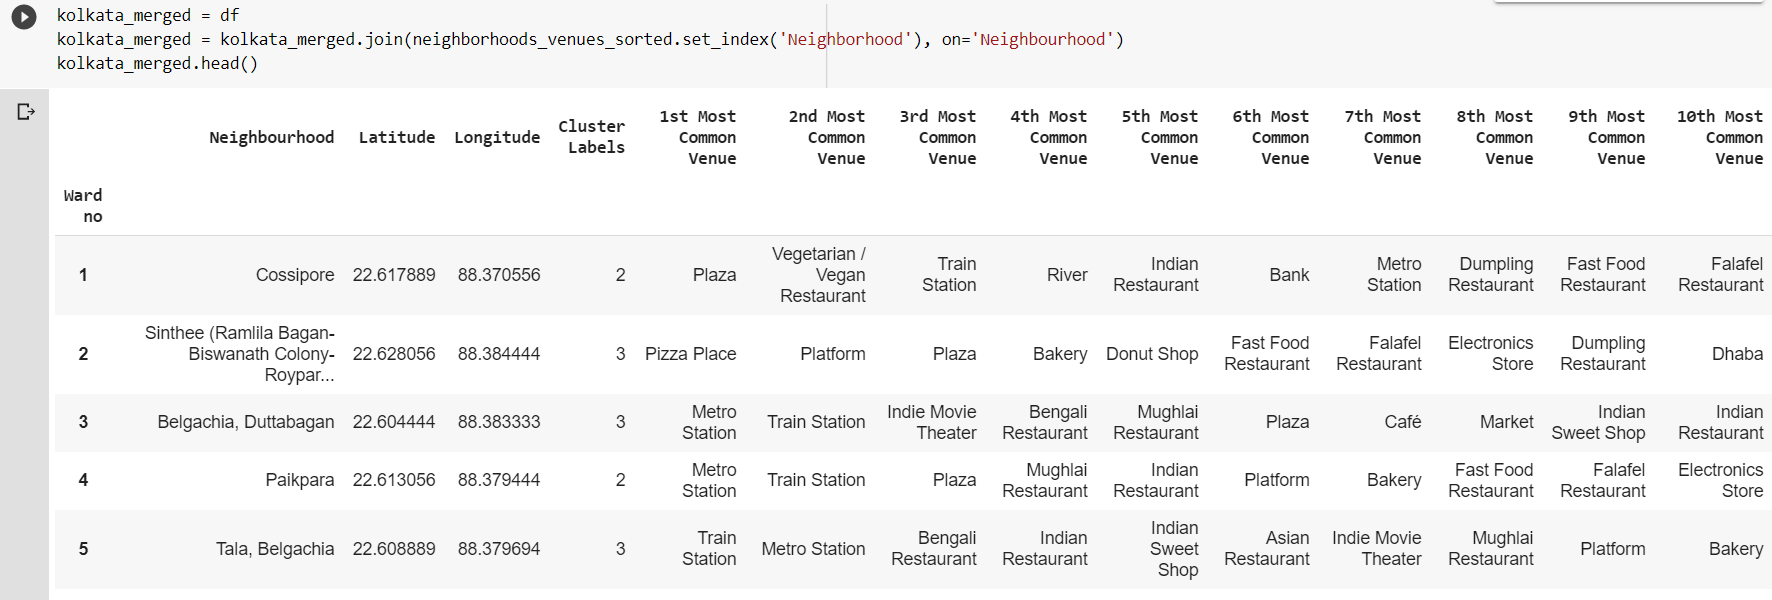 kolkata_merged = df
kolkata_merged = kolkata_merged.join(neighborhoods_venues_sorted.set_index('Neighborhood'), on='Neighbourhood')
kolkata_merged.head()
Neighbourhood Latitude Longitude Cluster Labels 1st Most Common Venue 2nd Most Common Venue 3rd Most Common Venue 4th Most Common Venue 5th Most Common Venue 6th Most Common Venue 7th Most Common Venue 8th Most Common Venue 9th Most Common Venue 10th Most Common Venue
Ward no
1 Cossipore 22.617889 88.370556 2 Plaza Vegetarian / Vegan Restaurant Train Station River Indian Restaurant Bank Metro Station Dumpling Restaurant Fast Food Restaurant Falafel Restaurant
2 Sinthee (Ramlila Bagan-Biswanath Colony-Roypar... 22.628056 88.384444 3 Pizza Place Platform Plaza Bakery Donut Shop Fast Food Restaurant Falafel Restaurant Electronics Store Dumpling Restaurant Dhaba
3 Belgachia, Duttabagan 22.604444 88.383333 3 Metro Station Train Station Indie Movie Theater Bengali Restaurant Mughlai Restaurant Plaza Café Market Indian Sweet Shop Indian Restaurant
4 Paikpara 22.613056 88.379444 2 Metro Station Train Station Plaza Mughlai Restaurant Indian Restaurant Platform Bakery Fast Food Restaurant Falafel Restaurant Electronics Store
5 Tala, Belgachia 22.608889 88.379694 3 Train Station Metro Station Bengali Restaurant Indian Restaurant Indian Sweet Shop Asian Restaurant Indie Movie Theater Mughlai Restaurant Platform Bakery